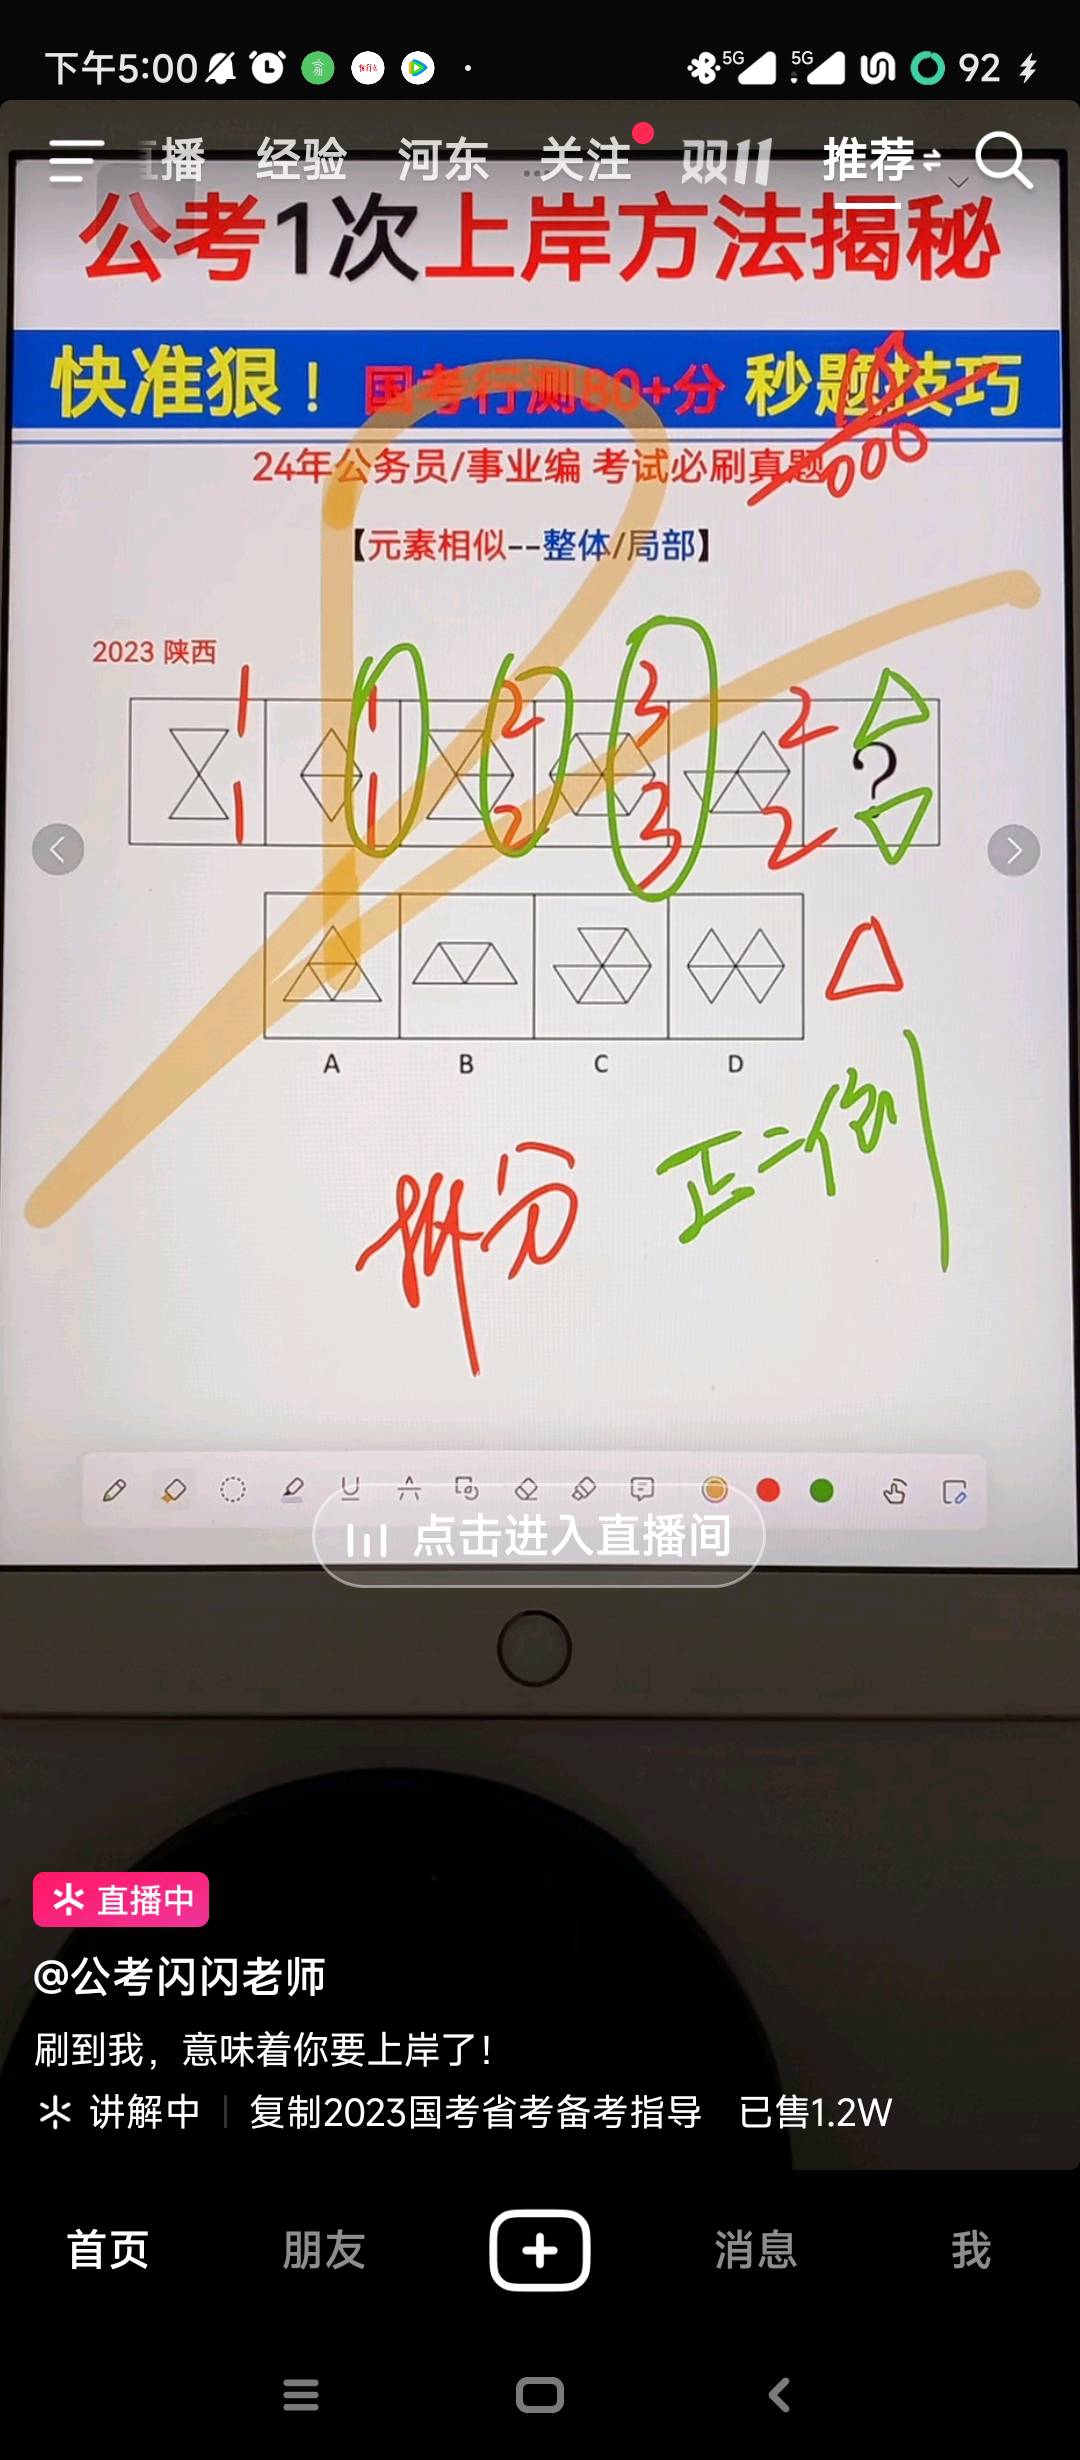 下午5:00
5G
5G
92
直播 经验 河东 关注 双11 推荐
公考1次上岸方法揭秘
快准狠！ 国考行测80+分 秒题技巧
24年公务员/事业编 考试必刷真题
000
【元素相似--整体/局部】
2023 陕西
1 1 2 3 2
?
1 1 2 3 2
A B C D
拆分 正=倒
点击进入直播间
直播中
@公考闪闪老师
刷到我，意味着你要上岸了！
讲解中 | 复制2023国考省考备考指导 已售1.2W
首页 朋友 消息 我